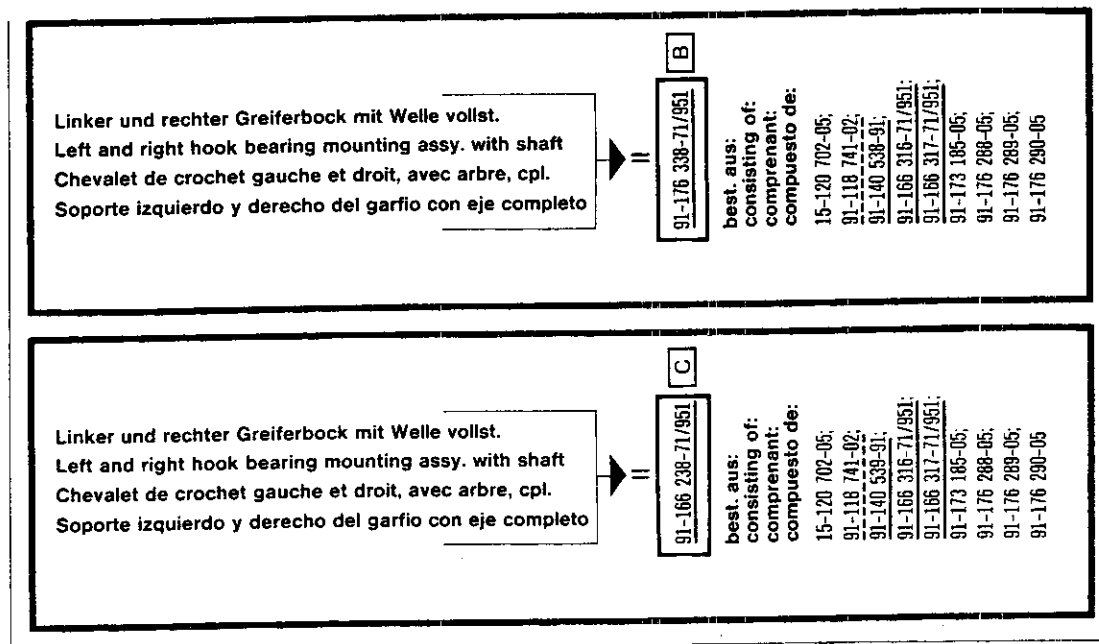 Linker und rechter Greiferbock mit Welle vollst.
Left and right hook bearing mounting assy. with shaft
Chevalet de crochet gauche et droit, avec arbre, cpl.
Soporte izquierdo y derecho del garfio con eje completo
=
91-176 338-71/951
B
best. aus:
consisting of:
comprenant:
compuesto de:
15-120 702-05;
91-118 741-02;
91-140 538-91;
91-166 316-71/951;
91-166 317-71/951;
91-173 185-05;
91-176 288-05;
91-176 289-05;
91-176 290-05
Linker und rechter Greiferbock mit Welle vollst.
Left and right hook bearing mounting assy. with shaft
Chevalet de crochet gauche et droit, avec arbre, cpl.
Soporte izquierdo y derecho del garfio con eje completo
=
91-166 238-71/951
C
best. aus:
consisting of:
comprenant:
compuesto de:
15-120 702-05;
91-118 741-02;
91-140 539-91;
91-166 316-71/951;
91-166 317-71/951;
91-173 185-05;
91-176 288-05;
91-176 289-05;
91-176 290-05